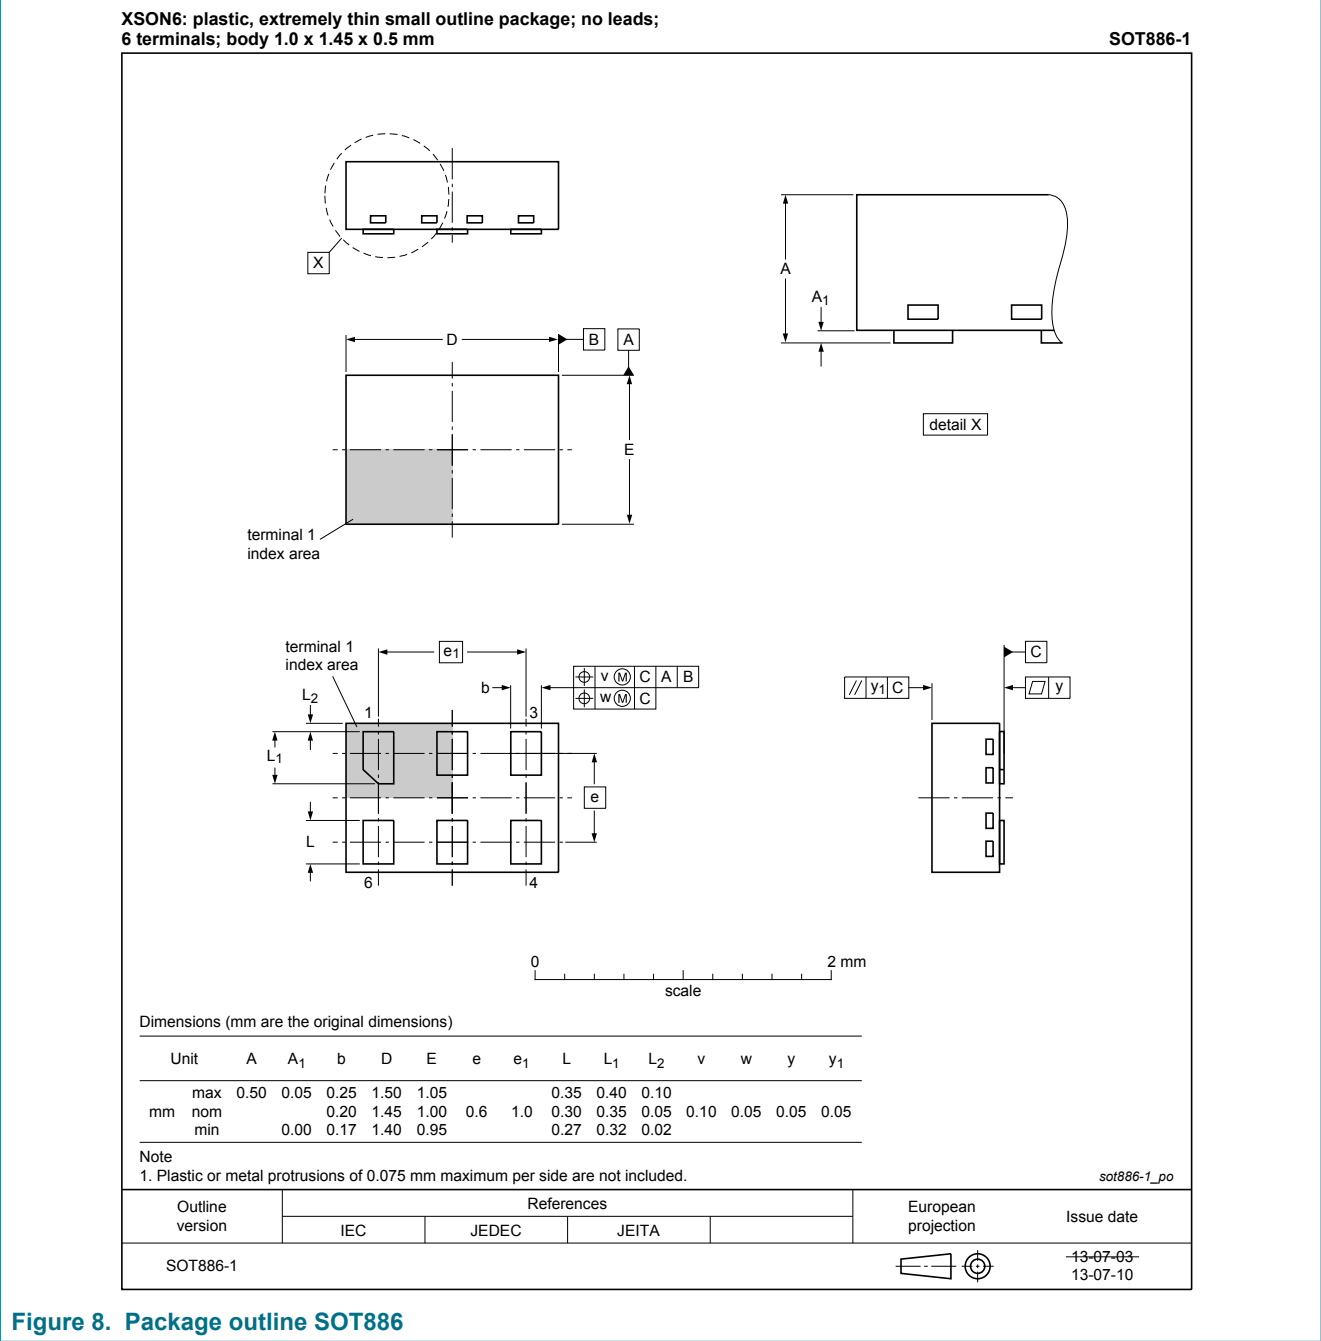 XSON6: plastic, extremely thin small outline package; no leads;
6 terminals; body 1.0 x 1.45 x 0.5 mm
SOT886-1
X
A
A1
detail X
D
B
A
E
terminal 1
index area
terminal 1
index area
e1
b
v M C A B
w M C
L2
1
3
L1
e
L
6
4
C
// y1 C
y
0
2 mm
scale
Dimensions (mm are the original dimensions)
Unit A A1 b D E e e1 L L1 L2 v w y y1
max 0.50 0.05 0.25 1.50 1.05 0.35 0.40 0.10
mm nom 0.20 1.45 1.00 0.6 1.0 0.30 0.35 0.05 0.10 0.05 0.05 0.05
min 0.00 0.17 1.40 0.95 0.27 0.32 0.02
Note
1. Plastic or metal protrusions of 0.075 mm maximum per side are not included.
sot886-1_po
Outline
version
References
IEC JEDEC JEITA
European
projection
Issue date
SOT886-1
13-07-03
13-07-10
Figure 8. Package outline SOT886